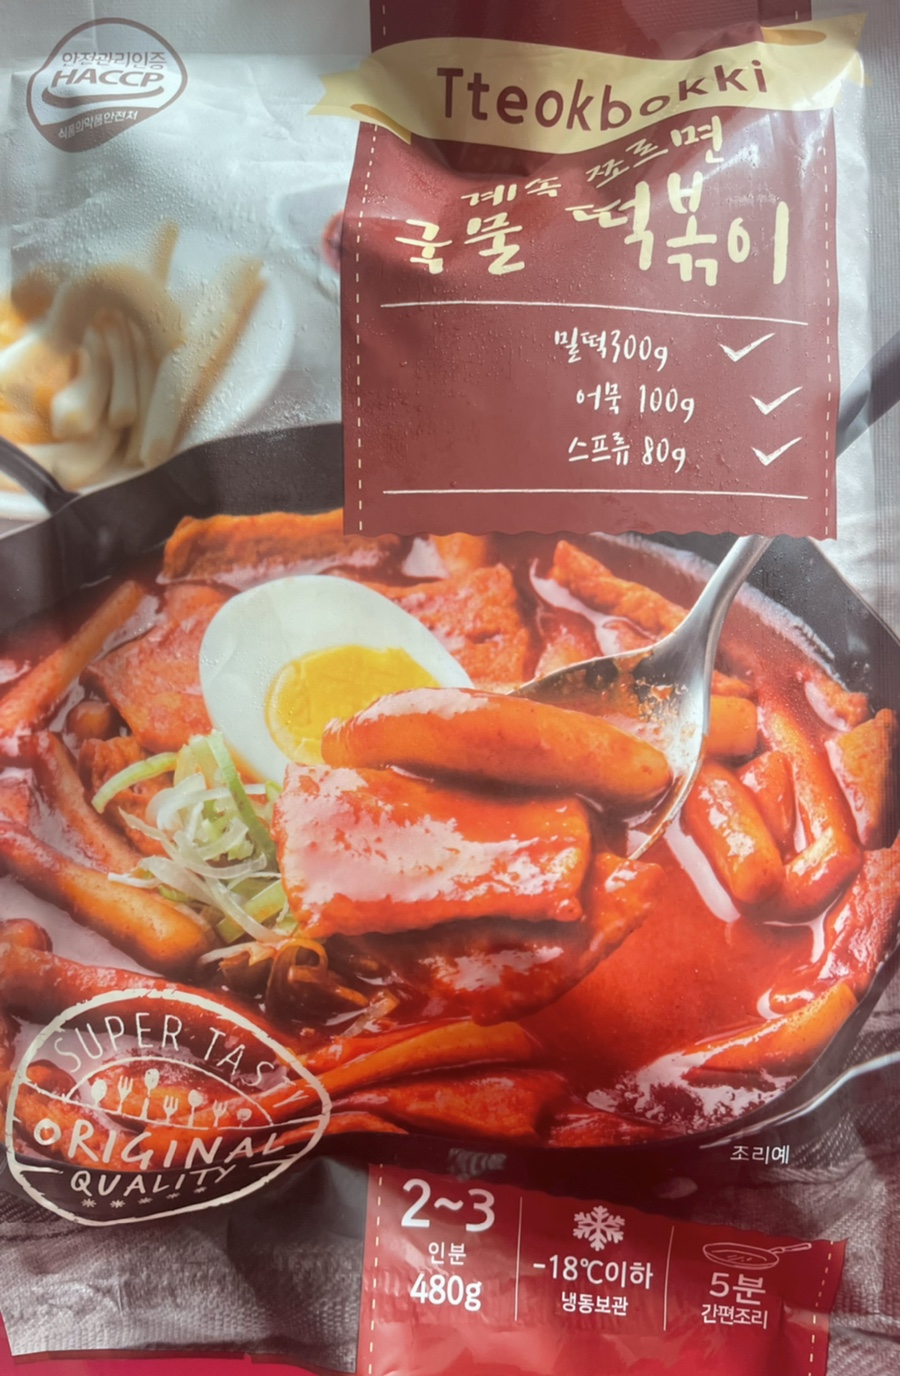 안전관리인증
HACCP
식품의약품안전처
Tteokbokki
계속 쪼르면
국물 떡볶이
밀떡300g
어묵 100g
스프류 80g
SUPER·TASTY
ORIGINAL
QUALITY
조리예
2~3
인분
480g
-18℃이하
냉동보관
5분
간편조리